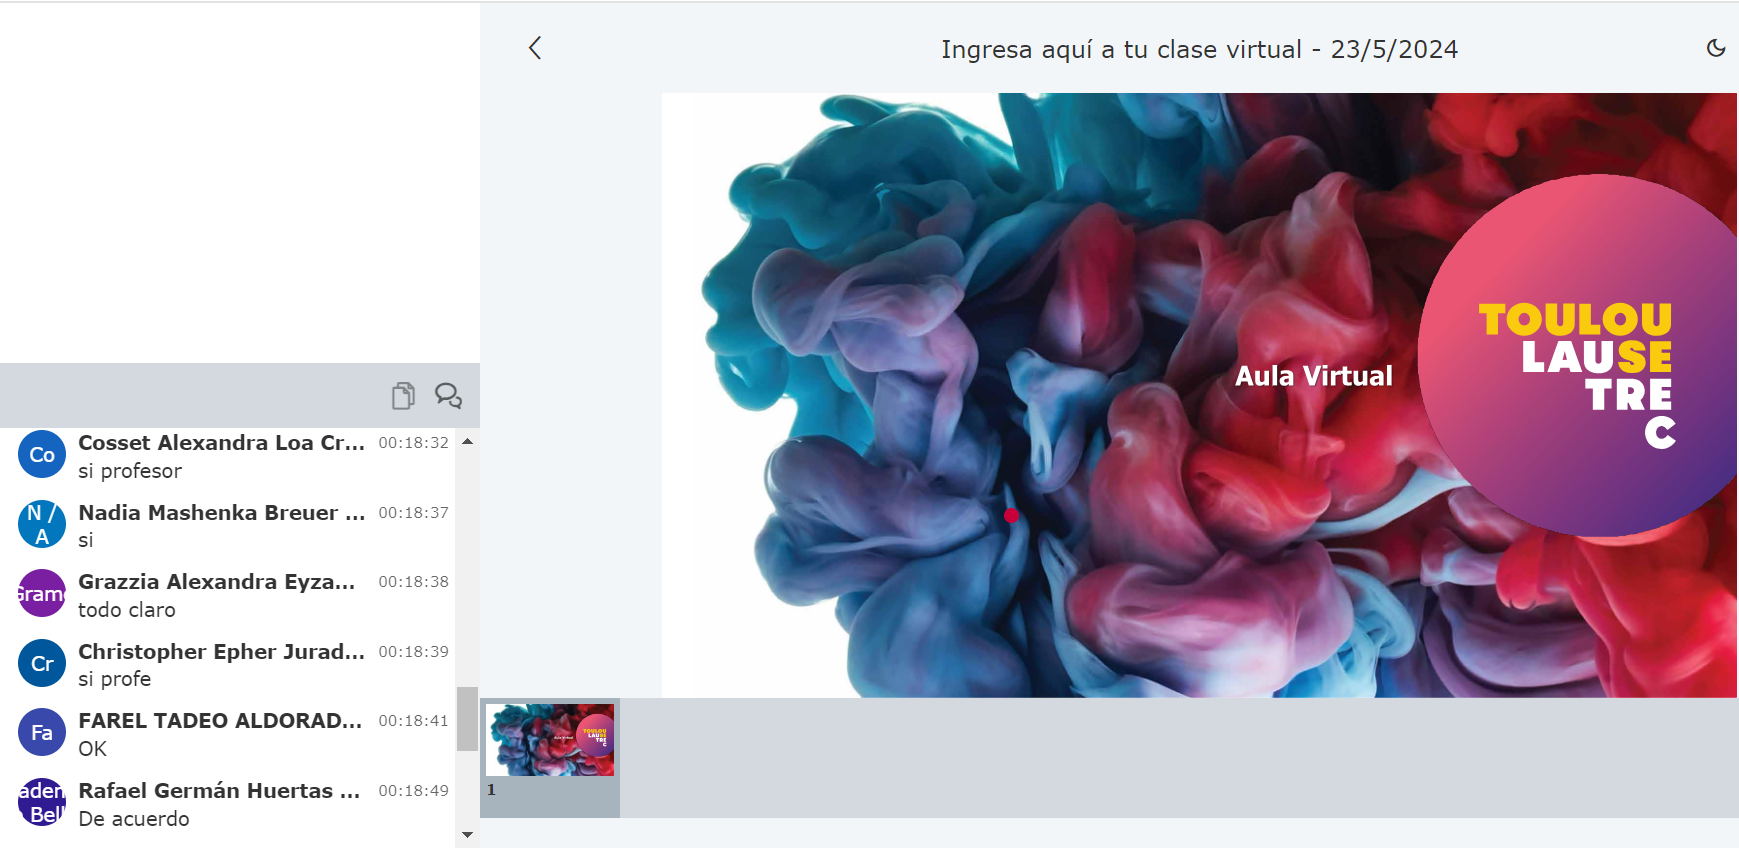 Ingresa aquí a tu clase virtual - 23/5/2024
Aula Virtual
TOULOU
LAUSE
TRE
C
Co
Cosset Alexandra Loa Cr... 00:18:32
si profesor
N /
A
Nadia Mashenka Breuer ... 00:18:37
si
Grazzia Alexandra Eyza... 00:18:38
todo claro
Cr
Christopher Epher Jurad... 00:18:39
si profe
Fa
FAREL TADEO ALDORAD... 00:18:41
OK
Rafael Germán Huertas ... 00:18:49
De acuerdo
1